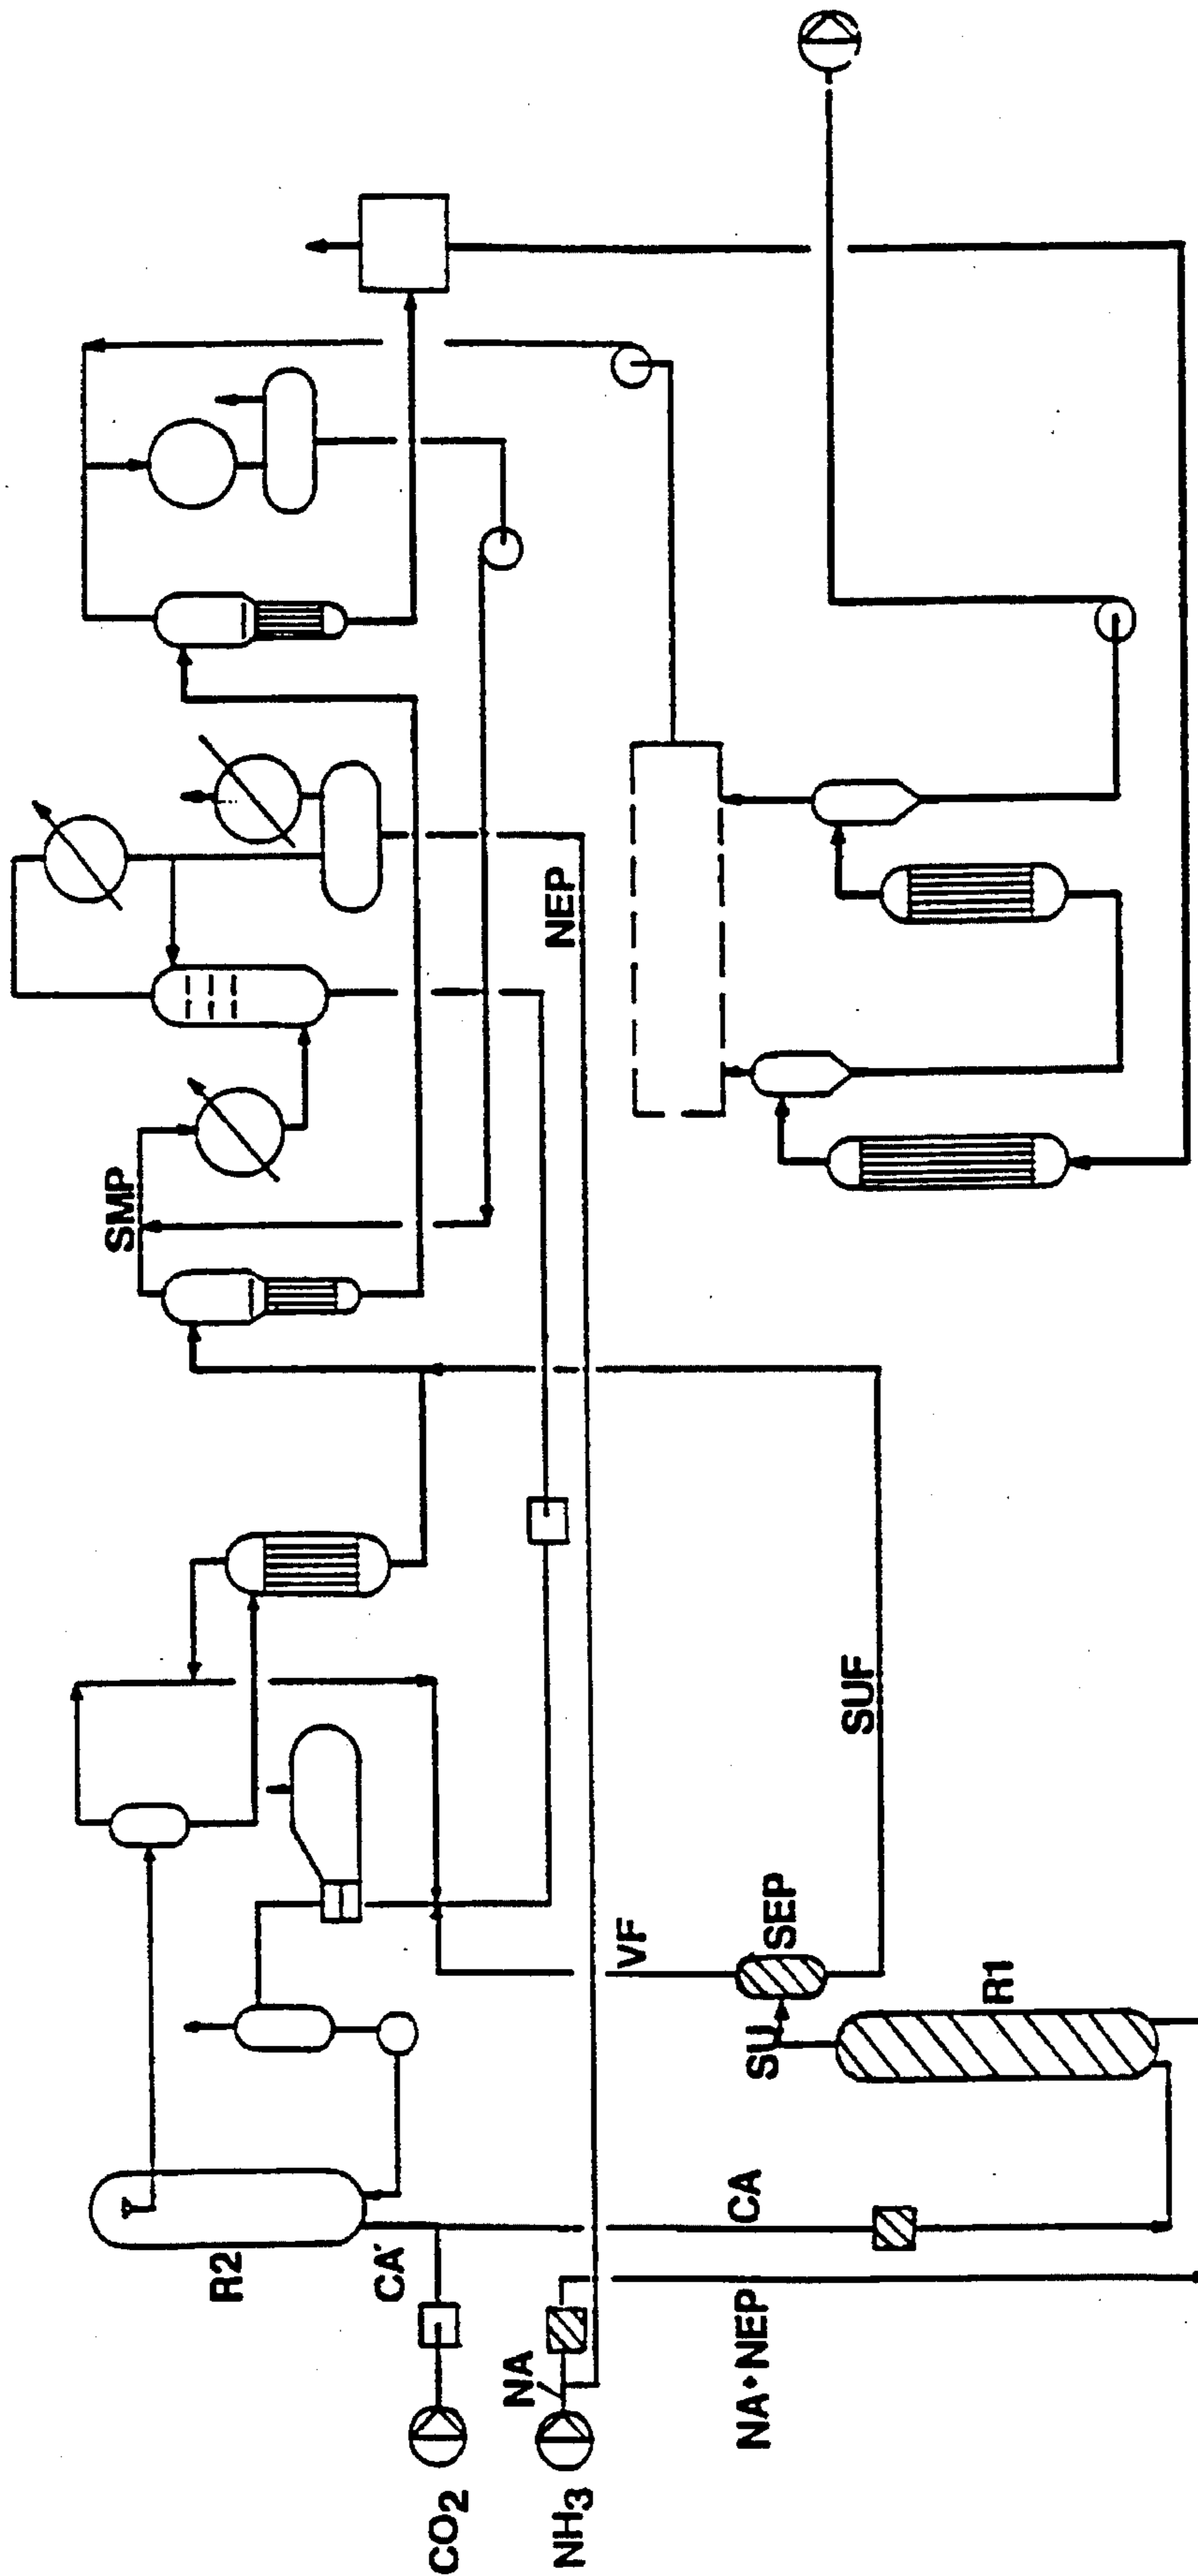 CO2
NH3
R2
CA'
NA
NA+NEP
CA
R1
SU
SEP
VF
SUF
SMP
NEP